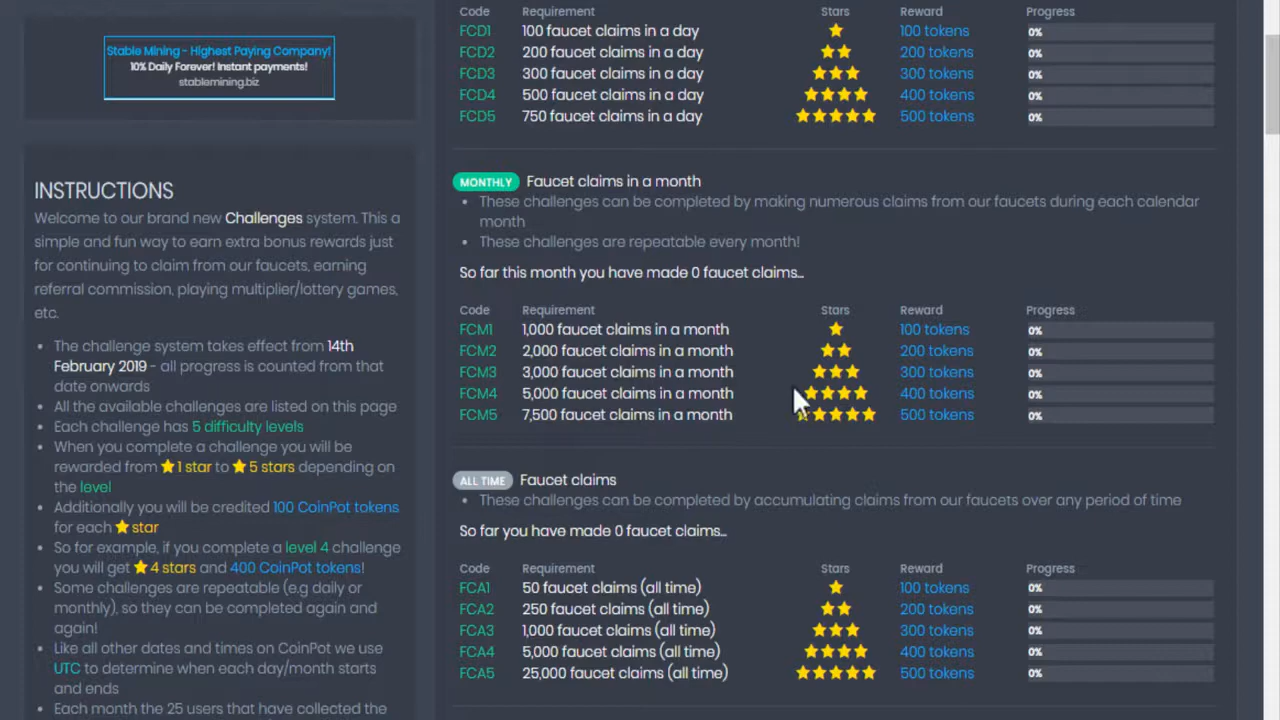 Stable Mining - Highest Paying Company!
10% Daily Forever! Instant payments!
stablemining.biz
INSTRUCTIONS
Welcome to our brand new Challenges system. This a
simple and fun way to earn extra bonus rewards just
for continuing to claim from our faucets, earning
referral commission, playing multiplier/lottery games,
etc.
The challenge system takes effect from 14th
February 2019 - all progress is counted from that
date onwards
All the available challenges are listed on this page
Each challenge has 5 difficulty levels
When you complete a challenge you will be
rewarded from ★1 star to ★5 stars depending on
the level
Additionally you will be credited 100 CoinPot tokens
for each ★star
So for example, if you complete a level 4 challenge
you will get ★4 stars and 400 CoinPot tokens!
Some challenges are repeatable (e.g daily or
monthly), so they can be completed again and
again!
Like all other dates and times on CoinPot we use
UTC to determine when each day/month starts
and ends
Each month the 25 users that have collected the
Code Requirement Stars Reward Progress
FCD1 100 faucet claims in a day ★ 100 tokens 0%
FCD2 200 faucet claims in a day ★★ 200 tokens 0%
FCD3 300 faucet claims in a day ★★★ 300 tokens 0%
FCD4 500 faucet claims in a day ★★★★ 400 tokens 0%
FCD5 750 faucet claims in a day ★★★★★ 500 tokens 0%
MONTHLY Faucet claims in a month
These challenges can be completed by making numerous claims from our faucets during each calendar
month
These challenges are repeatable every month!
So far this month you have made 0 faucet claims...
Code Requirement Stars Reward Progress
FCM1 1,000 faucet claims in a month ★ 100 tokens 0%
FCM2 2,000 faucet claims in a month ★★ 200 tokens 0%
FCM3 3,000 faucet claims in a month ★★★ 300 tokens 0%
FCM4 5,000 faucet claims in a month ★★★★ 400 tokens 0%
FCM5 7,500 faucet claims in a month ★★★★★ 500 tokens 0%
ALL TIME Faucet claims
These challenges can be completed by accumulating claims from our faucets over any period of time
So far you have made 0 faucet claims...
Code Requirement Stars Reward Progress
FCA1 50 faucet claims (all time) ★ 100 tokens 0%
FCA2 250 faucet claims (all time) ★★ 200 tokens 0%
FCA3 1,000 faucet claims (all time) ★★★ 300 tokens 0%
FCA4 5,000 faucet claims (all time) ★★★★ 400 tokens 0%
FCA5 25,000 faucet claims (all time) ★★★★★ 500 tokens 0%